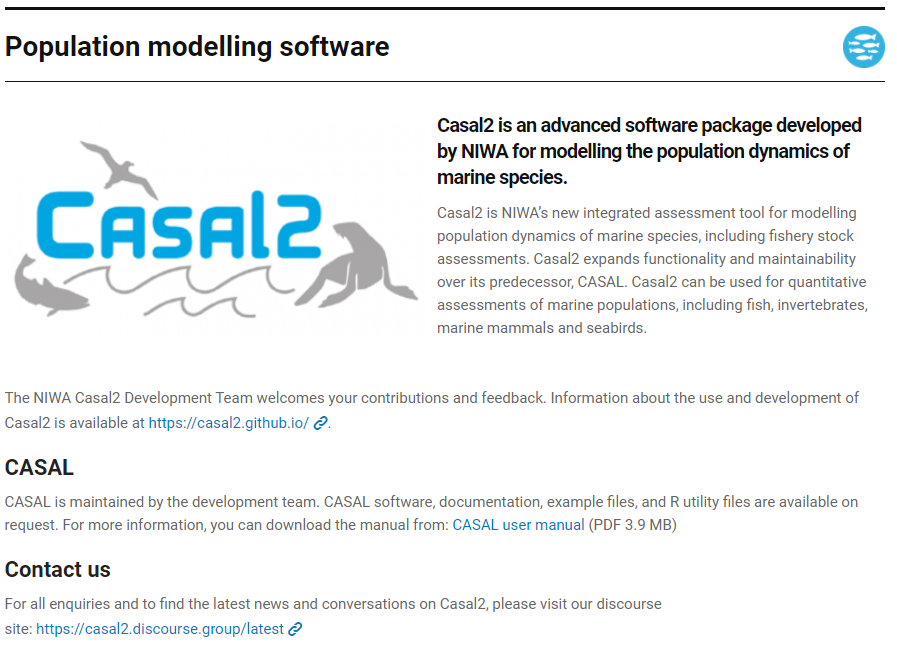 Population modelling software
Casal2
Casal2 is an advanced software package developed
by NIWA for modelling the population dynamics of
marine species.
Casal2 is NIWA’s new integrated assessment tool for modelling
population dynamics of marine species, including fishery stock
assessments. Casal2 expands functionality and maintainability
over its predecessor, CASAL. Casal2 can be used for quantitative
assessments of marine populations, including fish, invertebrates,
marine mammals and seabirds.
The NIWA Casal2 Development Team welcomes your contributions and feedback. Information about the use and development of
Casal2 is available at https://casal2.github.io/ .
CASAL
CASAL is maintained by the development team. CASAL software, documentation, example files, and R utility files are available on
request. For more information, you can download the manual from: CASAL user manual (PDF 3.9 MB)
Contact us
For all enquiries and to find the latest news and conversations on Casal2, please visit our discourse
site: https://casal2.discourse.group/latest